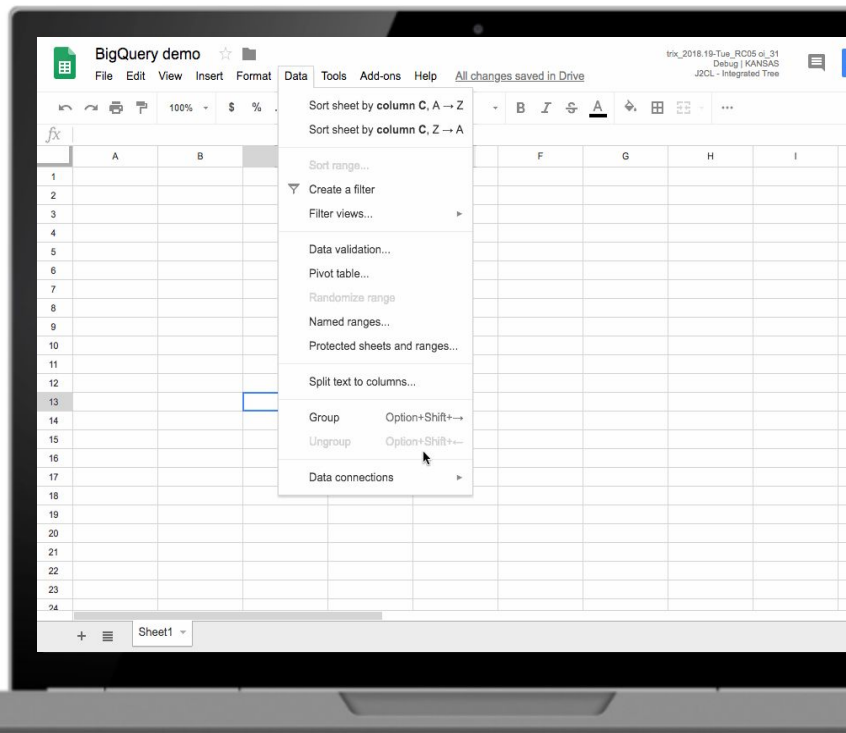 BigQuery demo
trix_2018.19-Tue_RC05 oi_31
Debug | KANSAS
J2CL - Integrated Tree
File Edit View Insert Format Data Tools Add-ons Help All changes saved in Drive
100% $ % . B I S A ...
fx
A B F G H I
Sort sheet by column C, A → Z
Sort sheet by column C, Z → A
Sort range...
Create a filter
Filter views...
Data validation...
Pivot table...
Randomize range
Named ranges...
Protected sheets and ranges...
Split text to columns...
Group Option+Shift+→
Ungroup Option+Shift+←
Data connections
1
2
3
4
5
6
7
8
9
10
11
12
13
14
15
16
17
18
19
20
21
22
23
24
+ Sheet1